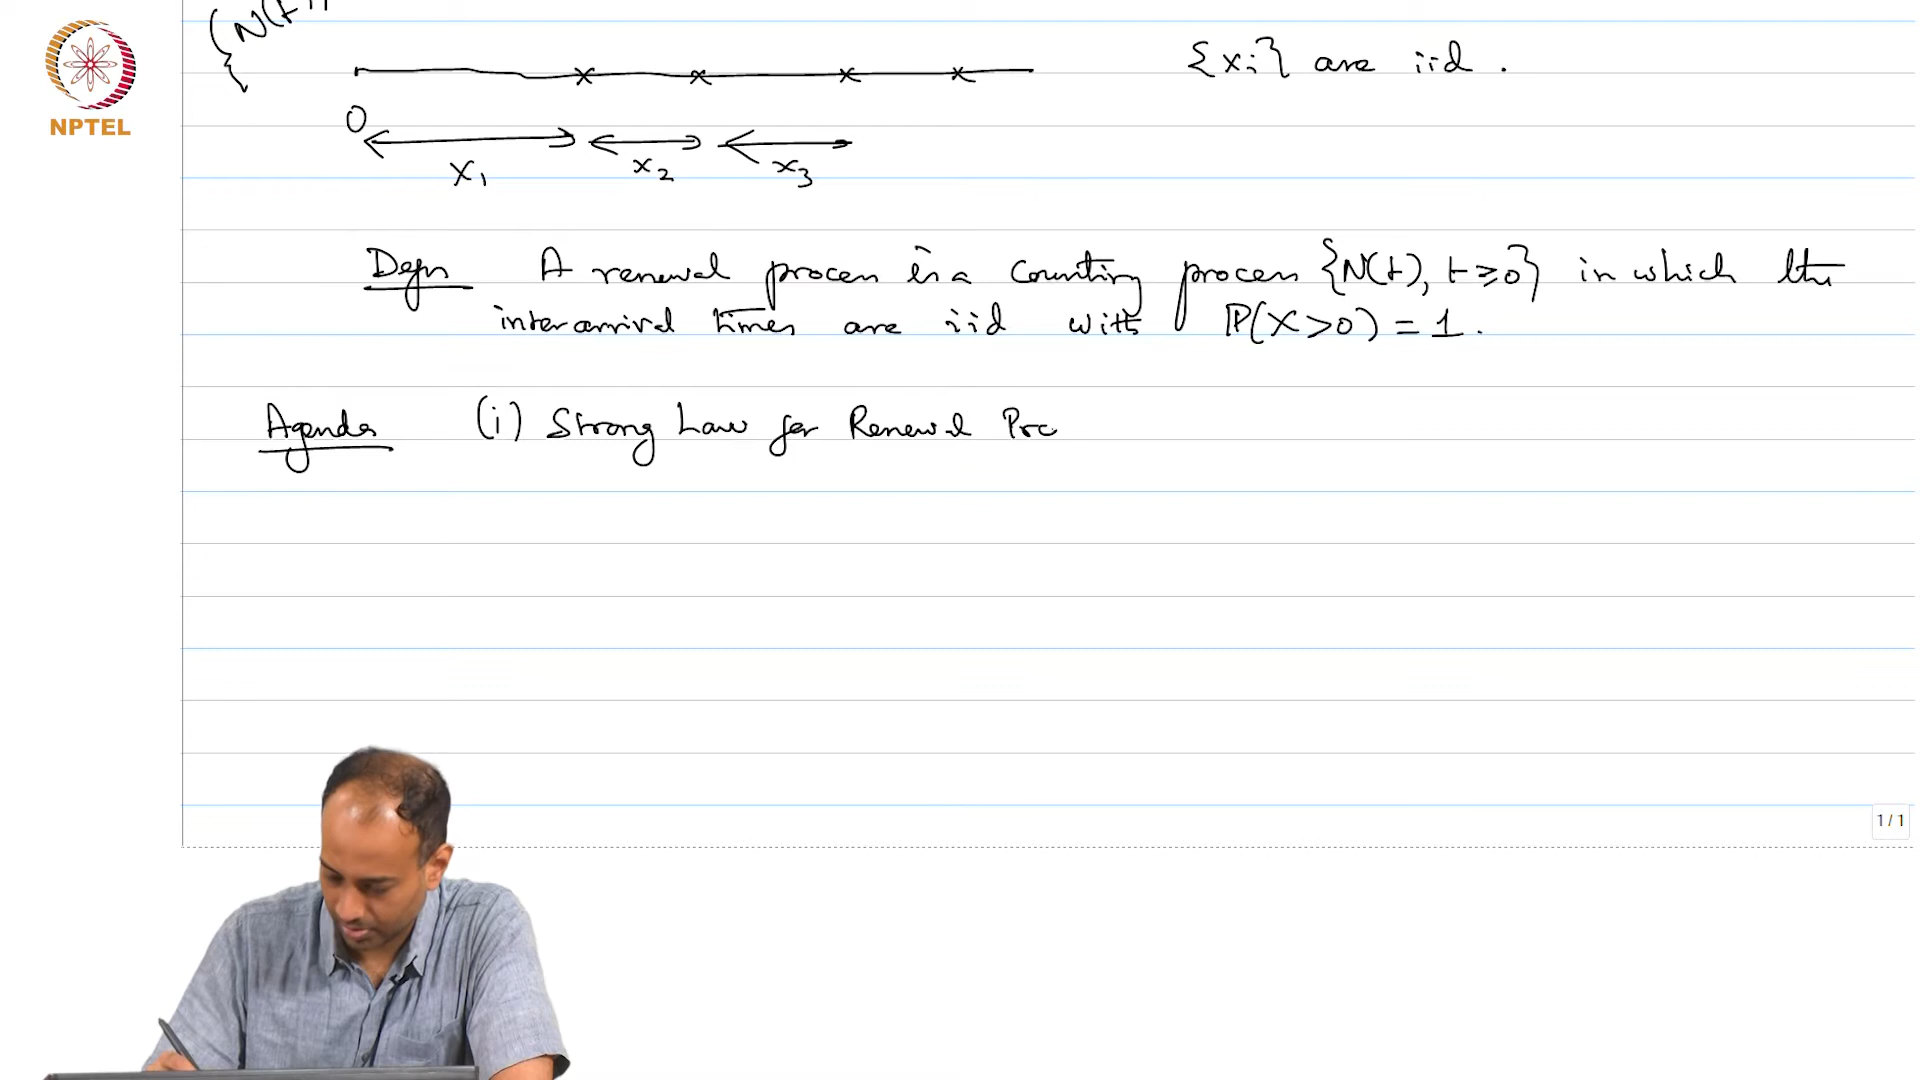 {N(t)
NPTEL
{Xi} are iid.
0
X1 X2 X3
Defn A renewal process is a counting process {N(t), t≥0} in which the
interarrival times are iid with P(X>0) = 1.
Agenda (i) Strong Law for Renewal Proc
1 / 1